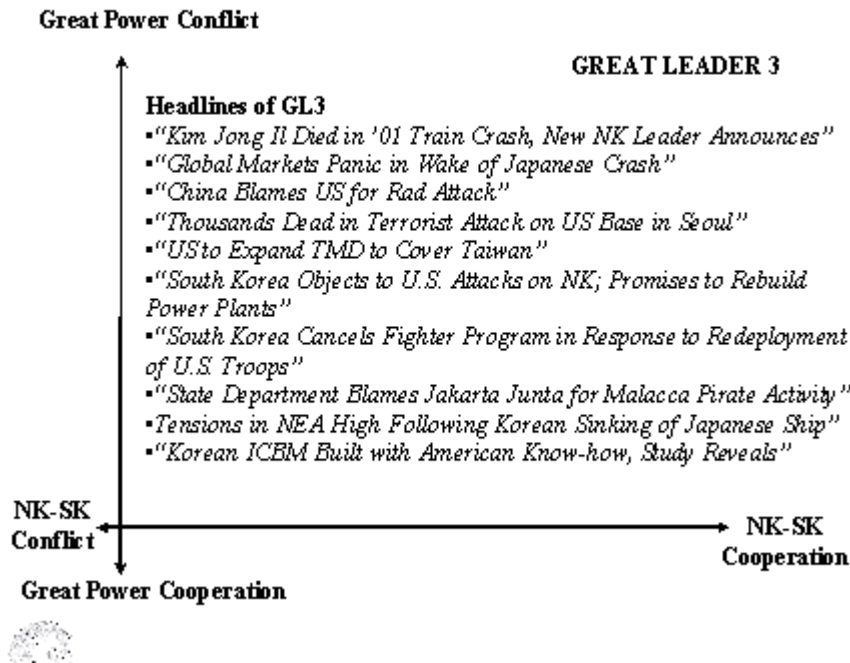 Great Power Conflict
GREAT LEADER 3
Headlines of GL3
▪“Kim Jong Il Died in ’01 Train Crash, New NK Leader Announces”
▪“Global Markets Panic in Wake of Japanese Crash”
▪“China Blames US for Rad Attack”
▪“Thousands Dead in Terrorist Attack on US Base in Seoul”
▪“US to Expand TMD to Cover Taiwan”
▪“South Korea Objects to U.S. Attacks on NK; Promises to Rebuild
Power Plants”
▪“South Korea Cancels Fighter Program in Response to Redeployment
of U.S. Troops”
▪“State Department Blames Jakarta Junta for Malacca Pirate Activity”
▪Tensions in NEA High Following Korean Sinking of Japanese Ship”
▪“Korean ICBM Built with American Know-how, Study Reveals”
NK-SK
Conflict
NK-SK
Cooperation
Great Power Cooperation